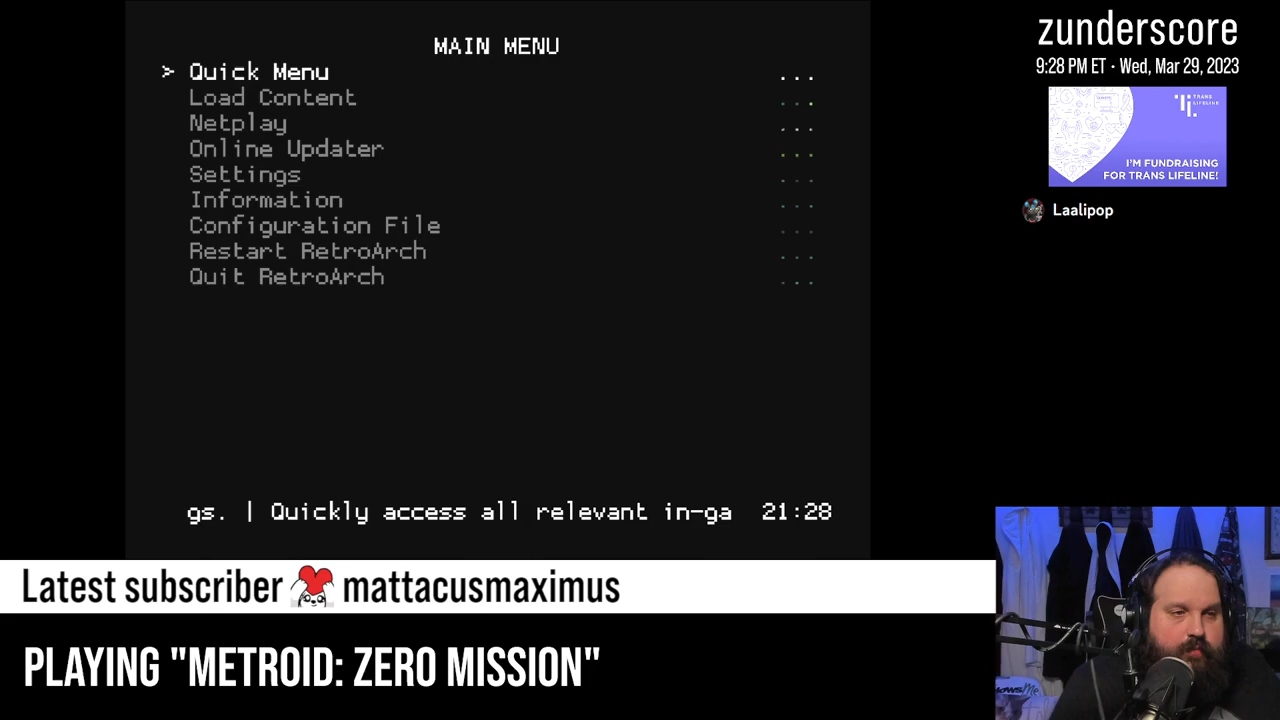 MAIN MENU
> Quick Menu ...
Load Content ...
Netplay ...
Online Updater ...
Settings ...
Information ...
Configuration File ...
Restart RetroArch ...
Quit RetroArch ...
gs. | Quickly access all relevant in-ga 21:28
zunderscore
9:28 PM ET · Wed, Mar 29, 2023
TRANS
LIFELINE
I'M FUNDRAISING
FOR TRANS LIFELINE!
Laalipop
Latest subscriber mattacusmaximus
PLAYING "METROID: ZERO MISSION"